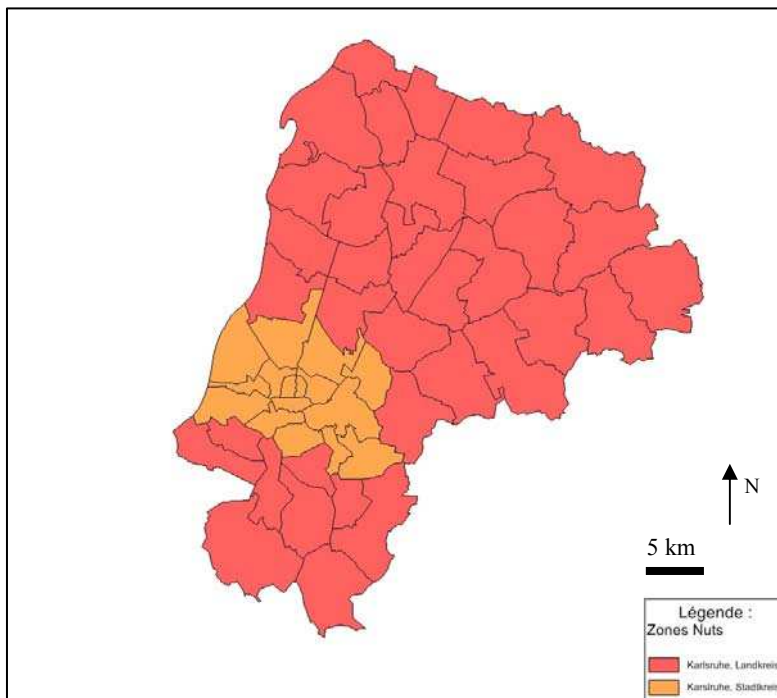 N
5 km
Légende :
Zones Nuts
Karlsruhe, Landkreis
Karlsruhe, Stadtkreis